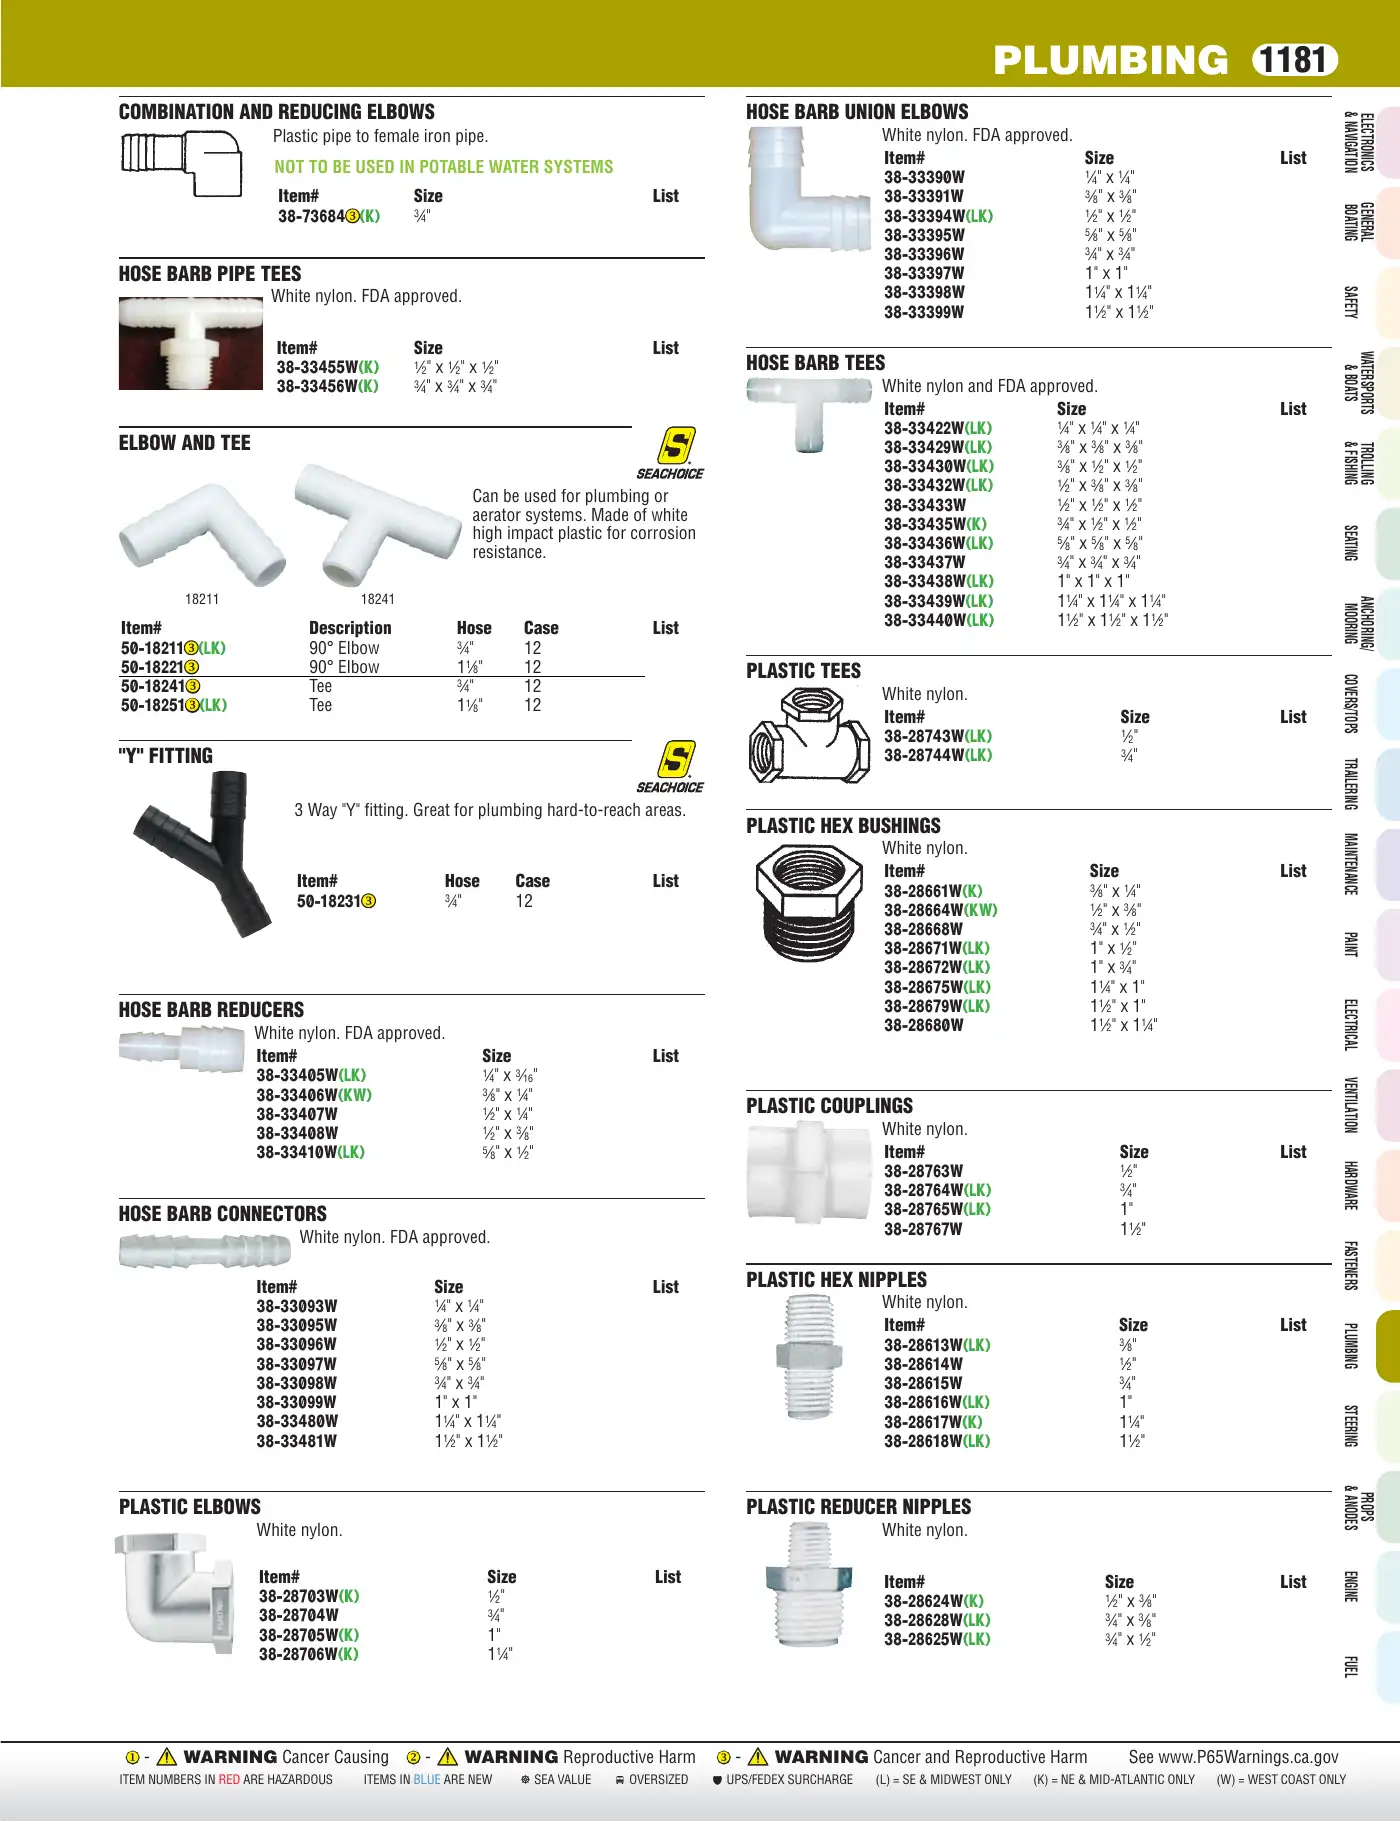 PLUMBING 1181
COMBINATION AND REDUCING ELBOWS
Plastic pipe to female iron pipe.
NOT TO BE USED IN POTABLE WATER SYSTEMS
Item# Size List
38-73684③(K) ¾"
HOSE BARB PIPE TEES
White nylon. FDA approved.
Item# Size List
38-33455W(K) ½" x ½" x ½"
38-33456W(K) ¾" x ¾" x ¾"
ELBOW AND TEE
SEACHOICE
Can be used for plumbing or
aerator systems. Made of white
high impact plastic for corrosion
resistance.
18211 18241
Item# Description Hose Case List
50-18211③(LK) 90° Elbow ¾" 12
50-18221③ 90° Elbow 1⅛" 12
50-18241③ Tee ¾" 12
50-18251③(LK) Tee 1⅛" 12
"Y" FITTING
SEACHOICE
3 Way "Y" fitting. Great for plumbing hard-to-reach areas.
Item# Hose Case List
50-18231③ ¾" 12
HOSE BARB REDUCERS
White nylon. FDA approved.
Item# Size List
38-33405W(LK) ¼" x 3⁄16"
38-33406W(KW) ⅜" x ¼"
38-33407W ½" x ¼"
38-33408W ½" x ⅜"
38-33410W(LK) ⅝" x ½"
HOSE BARB CONNECTORS
White nylon. FDA approved.
Item# Size List
38-33093W ¼" x ¼"
38-33095W ⅜" x ⅜"
38-33096W ½" x ½"
38-33097W ⅝" x ⅝"
38-33098W ¾" x ¾"
38-33099W 1" x 1"
38-33480W 1¼" x 1¼"
38-33481W 1½" x 1½"
PLASTIC ELBOWS
White nylon.
Item# Size List
38-28703W(K) ½"
38-28704W ¾"
38-28705W(K) 1"
38-28706W(K) 1¼"
HOSE BARB UNION ELBOWS
White nylon. FDA approved.
Item# Size List
38-33390W ¼" x ¼"
38-33391W ⅜" x ⅜"
38-33394W(LK) ½" x ½"
38-33395W ⅝" x ⅝"
38-33396W ¾" x ¾"
38-33397W 1" x 1"
38-33398W 1¼" x 1¼"
38-33399W 1½" x 1½"
HOSE BARB TEES
White nylon and FDA approved.
Item# Size List
38-33422W(LK) ¼" x ¼" x ¼"
38-33429W(LK) ⅜" x ⅜" x ⅜"
38-33430W(LK) ⅜" x ½" x ½"
38-33432W(LK) ½" x ⅜" x ⅜"
38-33433W ½" x ½" x ½"
38-33435W(K) ¾" x ½" x ½"
38-33436W(LK) ⅝" x ⅝" x ⅝"
38-33437W ¾" x ¾" x ¾"
38-33438W(LK) 1" x 1" x 1"
38-33439W(LK) 1¼" x 1¼" x 1¼"
38-33440W(LK) 1½" x 1½" x 1½"
PLASTIC TEES
White nylon.
Item# Size List
38-28743W(LK) ½"
38-28744W(LK) ¾"
PLASTIC HEX BUSHINGS
White nylon.
Item# Size List
38-28661W(K) ⅜" x ¼"
38-28664W(KW) ½" x ⅜"
38-28668W ¾" x ½"
38-28671W(LK) 1" x ½"
38-28672W(LK) 1" x ¾"
38-28675W(LK) 1¼" x 1"
38-28679W(LK) 1½" x 1"
38-28680W 1½" x 1¼"
PLASTIC COUPLINGS
White nylon.
Item# Size List
38-28763W ½"
38-28764W(LK) ¾"
38-28765W(LK) 1"
38-28767W 1½"
PLASTIC HEX NIPPLES
White nylon.
Item# Size List
38-28613W(LK) ⅜"
38-28614W ½"
38-28615W ¾"
38-28616W(LK) 1"
38-28617W(K) 1¼"
38-28618W(LK) 1½"
PLASTIC REDUCER NIPPLES
White nylon.
Item# Size List
38-28624W(K) ½" x ⅜"
38-28628W(LK) ¾" x ⅜"
38-28625W(LK) ¾" x ½"
ELECTRONICS
& NAVIGATION
GENERAL
BOATING
SAFETY
WATERSPORTS
& BOATS
TROLLING
& FISHING
SEATING
ANCHORING/
MOORING
COVERS/TOPS
TRAILERING
MAINTENANCE
PAINT
ELECTRICAL
VENTILATION
HARDWARE
FASTENERS
PLUMBING
STEERING
PROPS
& ANODES
ENGINE
FUEL
① - ⚠ WARNING Cancer Causing ② - ⚠ WARNING Reproductive Harm ③ - ⚠ WARNING Cancer and Reproductive Harm See www.P65Warnings.ca.gov
ITEM NUMBERS IN RED ARE HAZARDOUS ITEMS IN BLUE ARE NEW SEA VALUE OVERSIZED UPS/FEDEX SURCHARGE (L) = SE & MIDWEST ONLY (K) = NE & MID-ATLANTIC ONLY (W) = WEST COAST ONLY